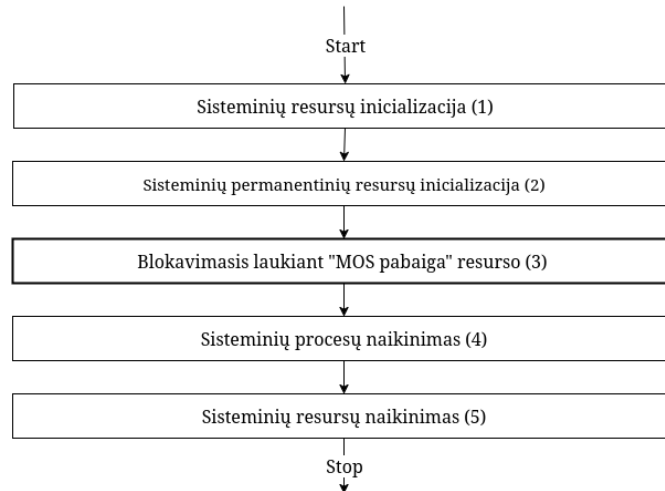 Start
Sisteminių resursų inicializacija (1)
Sisteminių permanentinių resursų inicializacija (2)
Blokavimasis laukiant "MOS pabaiga" resurso (3)
Sisteminių procesų naikinimas (4)
Sisteminių resursų naikinimas (5)
Stop